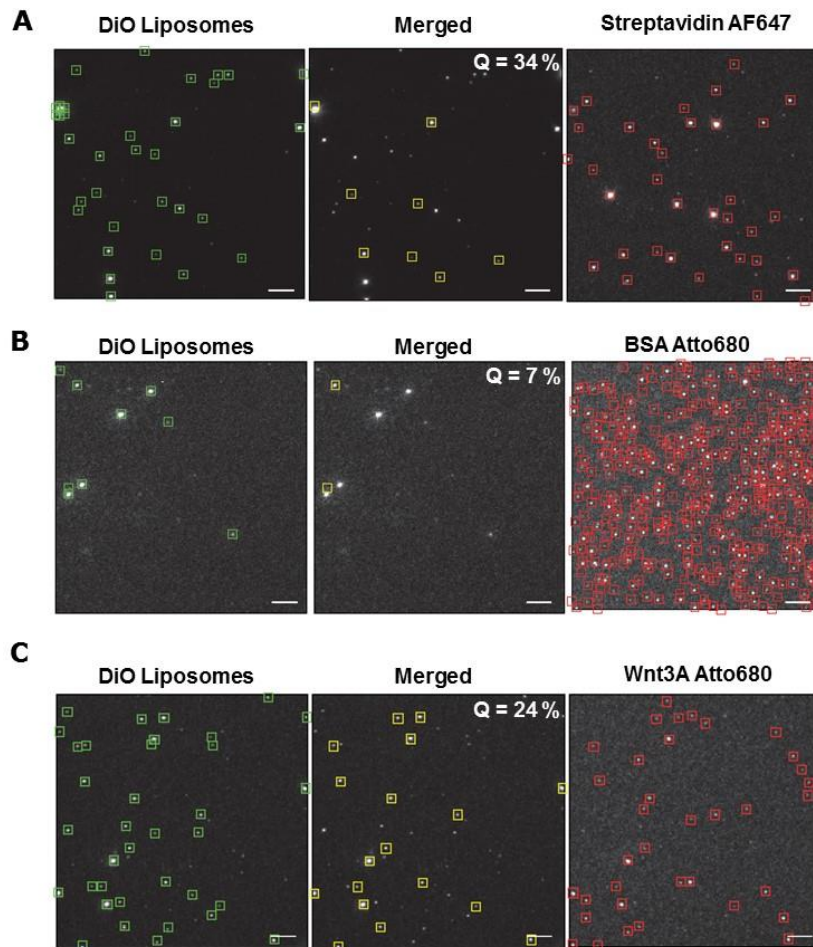 A
DiO Liposomes
Merged
Streptavidin AF647
Q = 34 %
B
DiO Liposomes
Merged
BSA Atto680
Q = 7 %
C
DiO Liposomes
Merged
Wnt3A Atto680
Q = 24 %